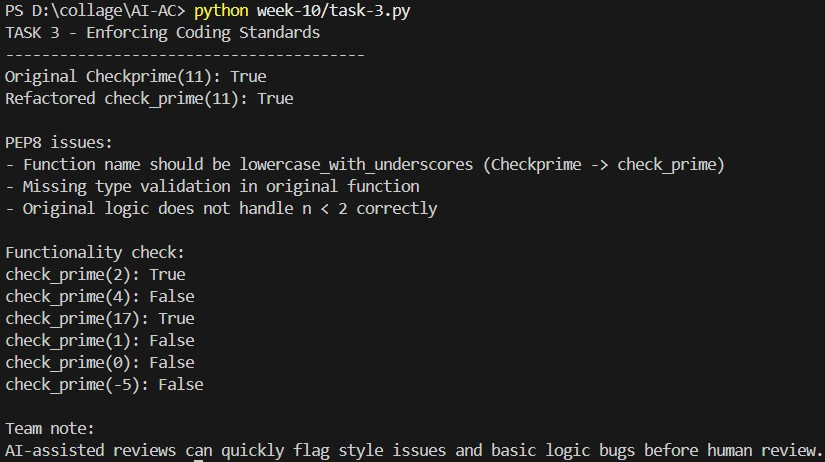 PS D:\collage\AI-AC> python week-10/task-3.py
TASK 3 - Enforcing Coding Standards
----------------------------------------
Original Checkprime(11): True
Refactored check_prime(11): True

PEP8 issues:
- Function name should be lowercase_with_underscores (Checkprime -> check_prime)
- Missing type validation in original function
- Original logic does not handle n < 2 correctly

Functionality check:
check_prime(2): True
check_prime(4): False
check_prime(17): True
check_prime(1): False
check_prime(0): False
check_prime(-5): False

Team note:
AI-assisted reviews can quickly flag style issues and basic logic bugs before human review.